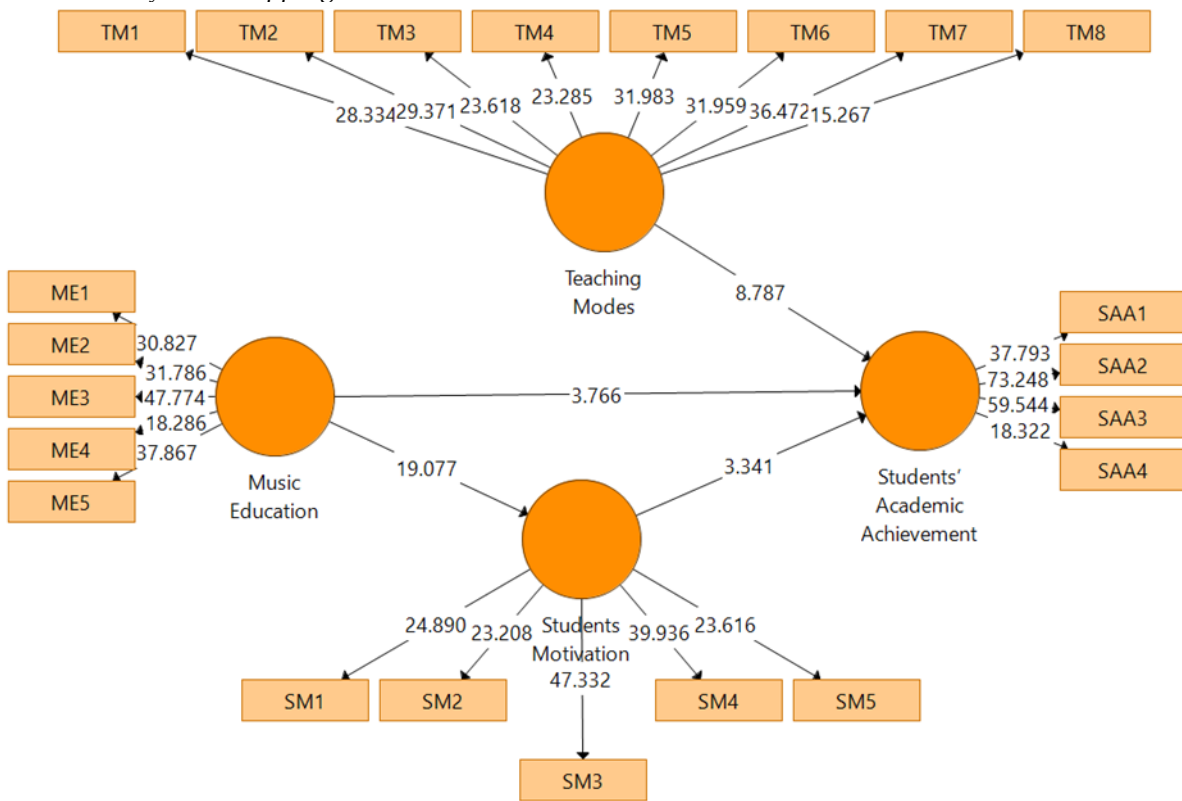 TM1 TM2 TM3 TM4 TM5 TM6 TM7 TM8
28.334 29.371 23.618 23.285 31.983 31.959 36.472 15.267
Teaching
Modes
8.787
ME1
ME2
ME3
ME4
ME5
30.827
31.786
47.774
18.286
37.867
Music
Education
3.766
19.077
3.341
SAA1
SAA2
SAA3
SAA4
37.793
73.248
59.544
18.322
Students'
Academic
Achievement
Students
Motivation
24.890 23.208 47.332 39.936 23.616
SM1 SM2 SM4 SM5
SM3